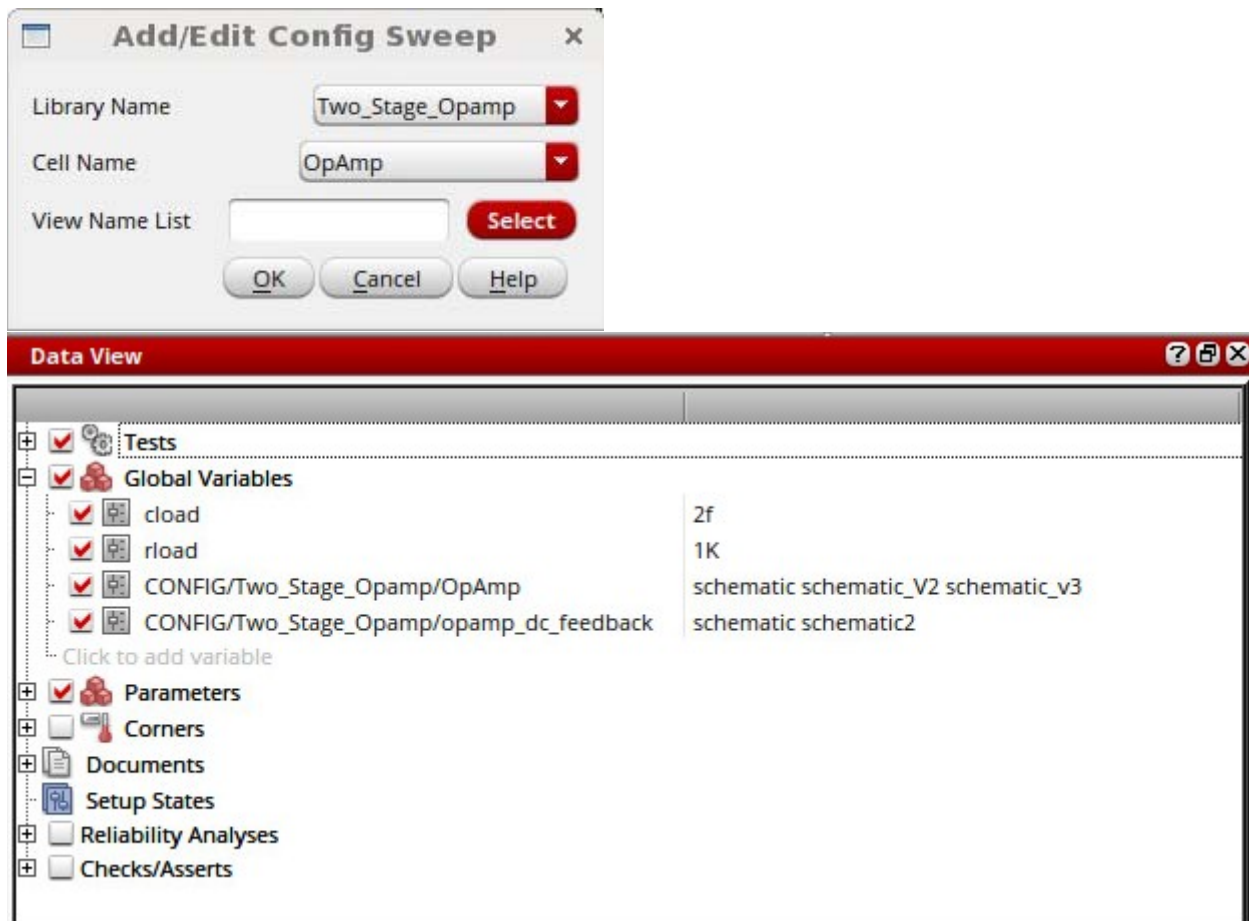 Add/Edit Config Sweep
Library Name Two_Stage_Opamp
Cell Name OpAmp
View Name List Select
OK Cancel Help
Data View
Tests
Global Variables
cload 2f
rload 1K
CONFIG/Two_Stage_Opamp/OpAmp schematic schematic_V2 schematic_v3
CONFIG/Two_Stage_Opamp/opamp_dc_feedback schematic schematic2
Click to add variable
Parameters
Corners
Documents
Setup States
Reliability Analyses
Checks/Asserts